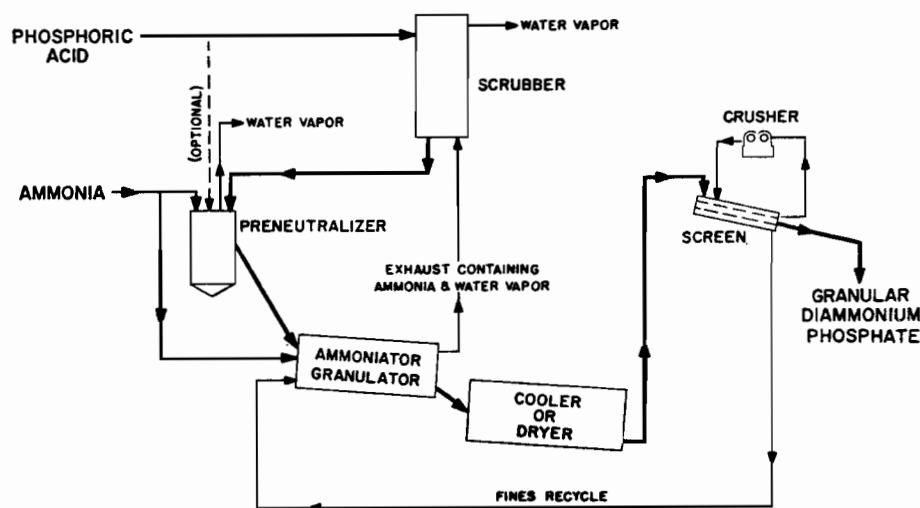 PHOSPHORIC
ACID
(OPTIONAL)
WATER VAPOR
WATER VAPOR
SCRUBBER
CRUSHER
AMMONIA
PRENEUTRALIZER
SCREEN
EXHAUST CONTAINING
AMMONIA & WATER VAPOR
GRANULAR
DIAMMONIUM
PHOSPHATE
AMMONIATOR
GRANULATOR
COOLER
OR
DRYER
FINES RECYCLE